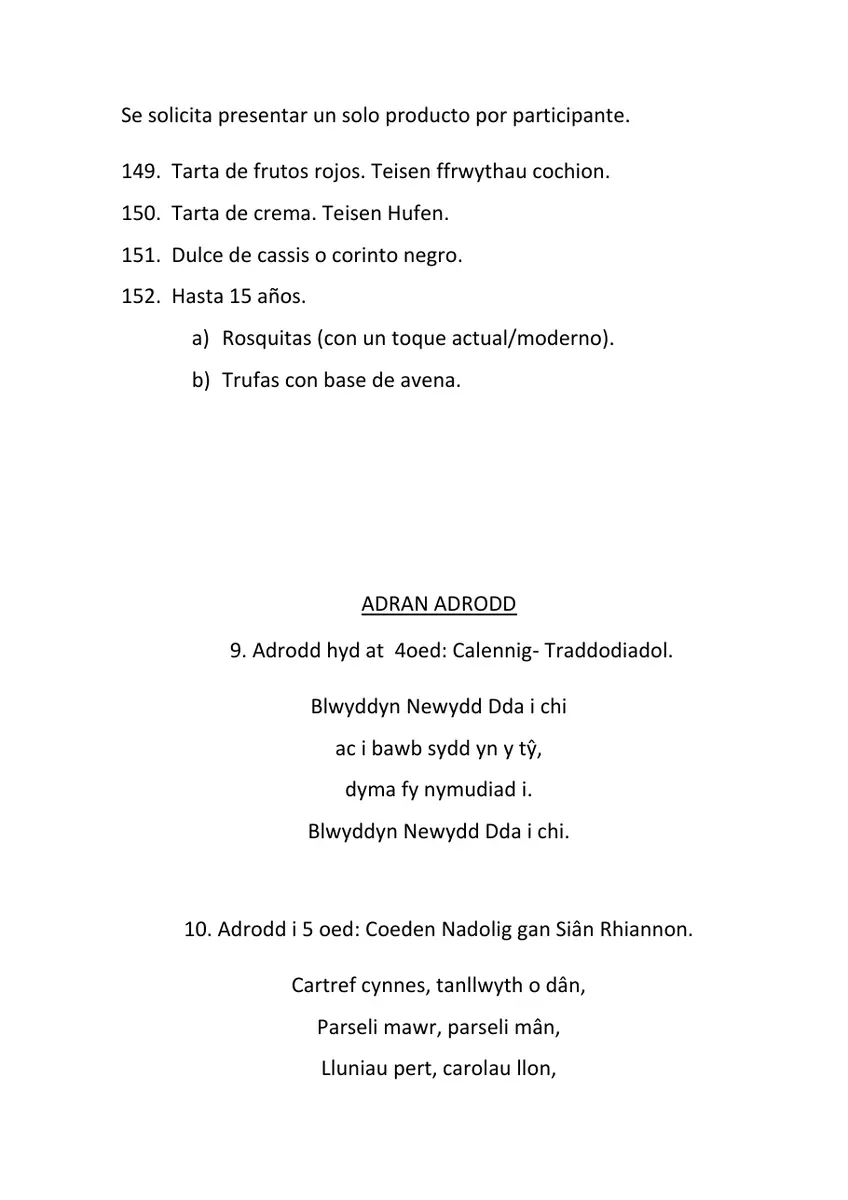 Se solicita presentar un solo producto por participante.
149. Tarta de frutos rojos. Teisen ffrwythau cochion.
150. Tarta de crema. Teisen Hufen.
151. Dulce de cassis o corinto negro.
152. Hasta 15 años.
a) Rosquitas (con un toque actual/moderno).
b) Trufas con base de avena.
ADRAN ADRODD
9. Adrodd hyd at 4oed: Calennig- Traddodiadol.
Blwyddyn Newydd Dda i chi
ac i bawb sydd yn y tŷ,
dyma fy nymudiad i.
Blwyddyn Newydd Dda i chi.
10. Adrodd i 5 oed: Coeden Nadolig gan Siân Rhiannon.
Cartref cynnes, tanllwyth o dân,
Parseli mawr, parseli mân,
Lluniau pert, carolau llon,